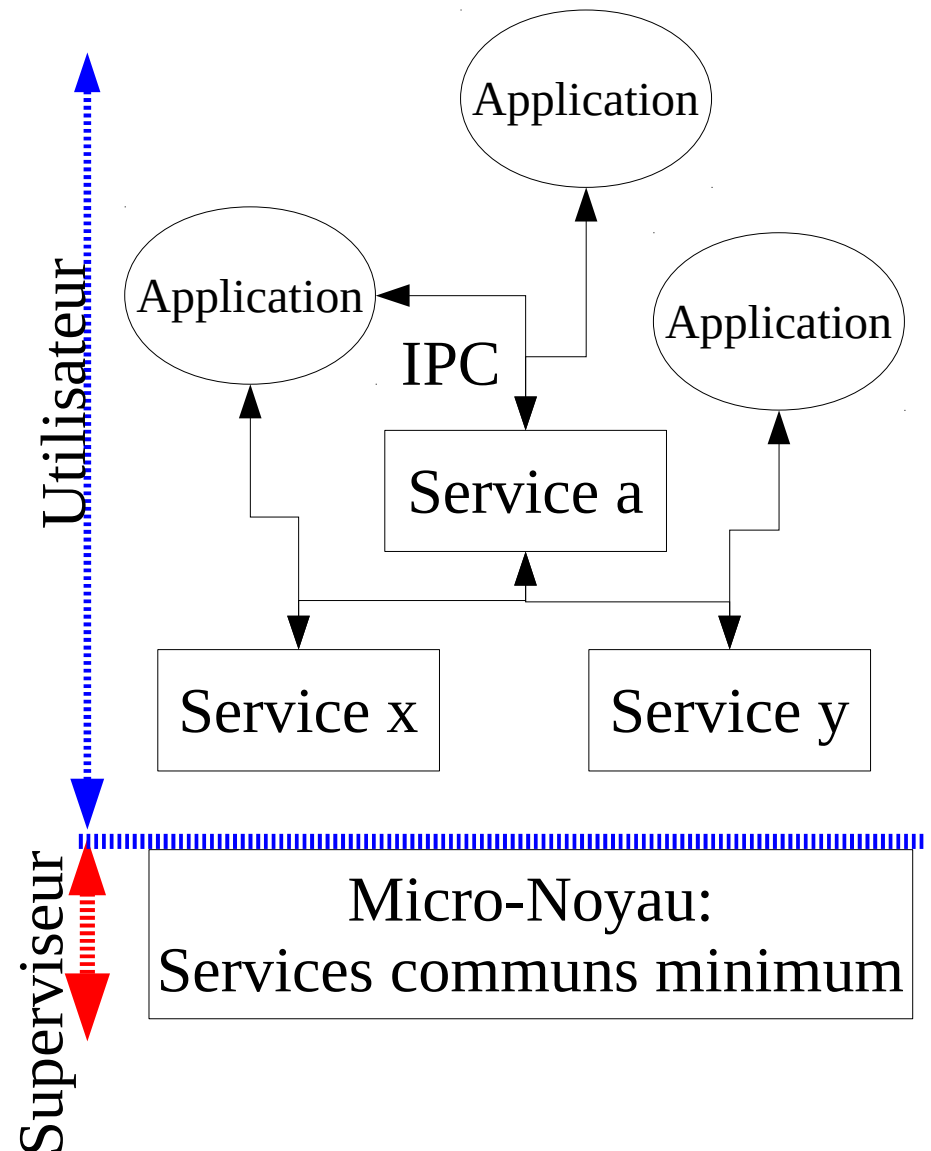 Application
Application
Application
Utilisateur
IPC
Service a
Service x
Service y
Superviseur
Micro-Noyau:
Services communs minimum